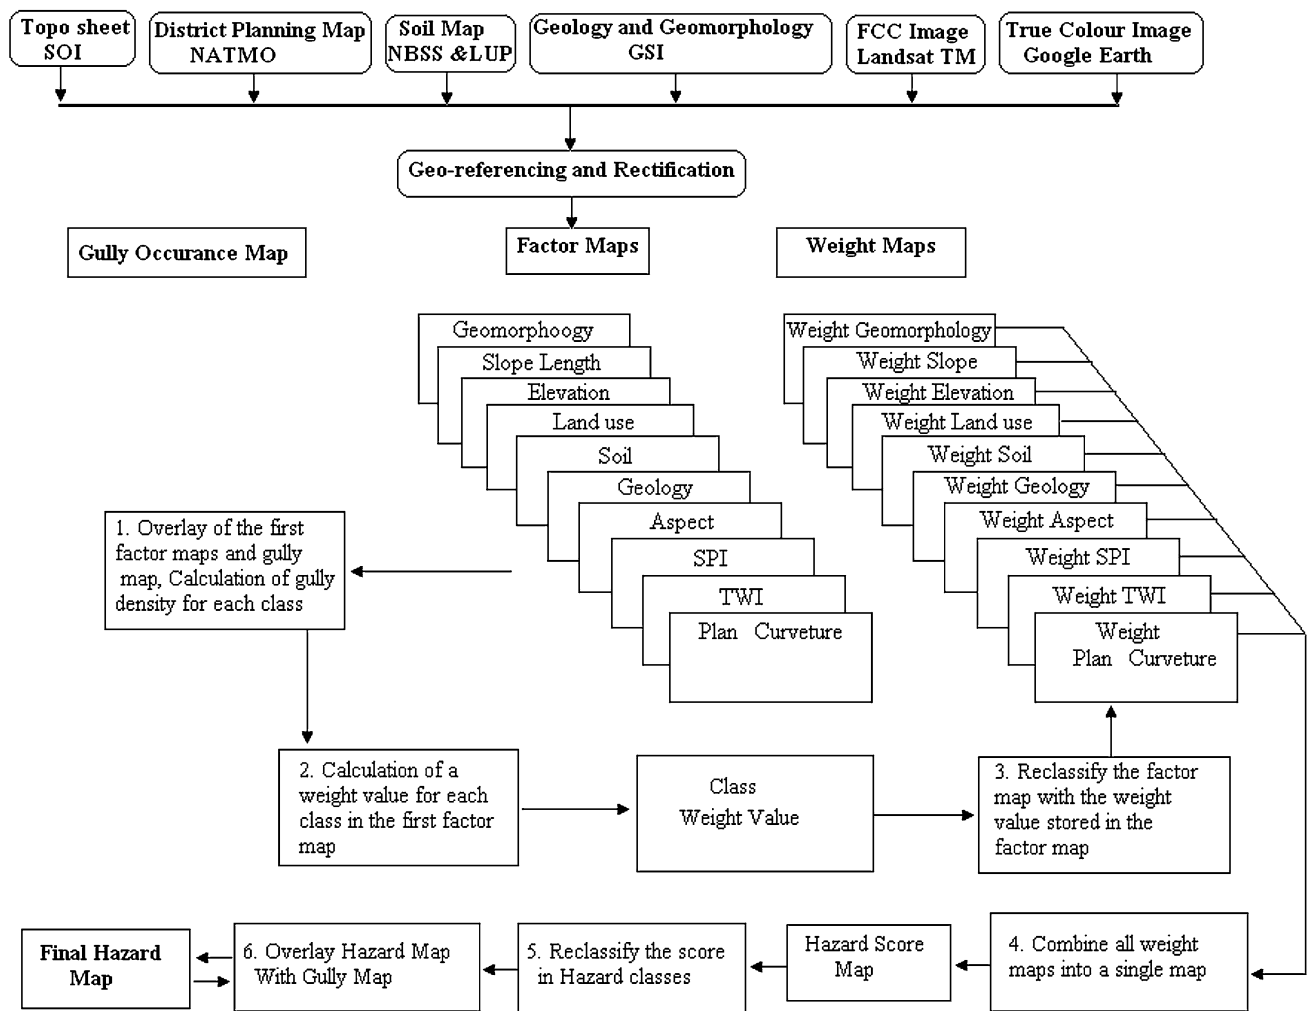 Topo sheet
SOI
District Planning Map
NATMO
Soil Map
NBSS &LUP
Geology and Geomorphology
GSI
FCC Image
Landsat TM
True Colour Image
Google Earth
Geo-referencing and Rectification
Gully Occurance Map
Factor Maps
Weight Maps
Geomorphoogy
Slope Length
Elevation
Land use
Soil
Geology
Aspect
SPI
TWI
Plan Curveture
Weight Geomorphology
Weight Slope
Weight Elevation
Weight Land use
Weight Soil
Weight Geology
Weight Aspect
Weight SPI
Weight TWI
Weight
Plan Curveture
1. Overlay of the first
factor maps and gully
map, Calculation of gully
density for each class
2. Calculation of a
weight value for each
class in the first factor
map
Class
Weight Value
3. Reclassify the factor
map with the weight
value stored in the
factor map
4. Combine all weight
maps into a single map
Hazard Score
Map
5. Reclassify the score
in Hazard classes
6. Overlay Hazard Map
With Gully Map
Final Hazard
Map